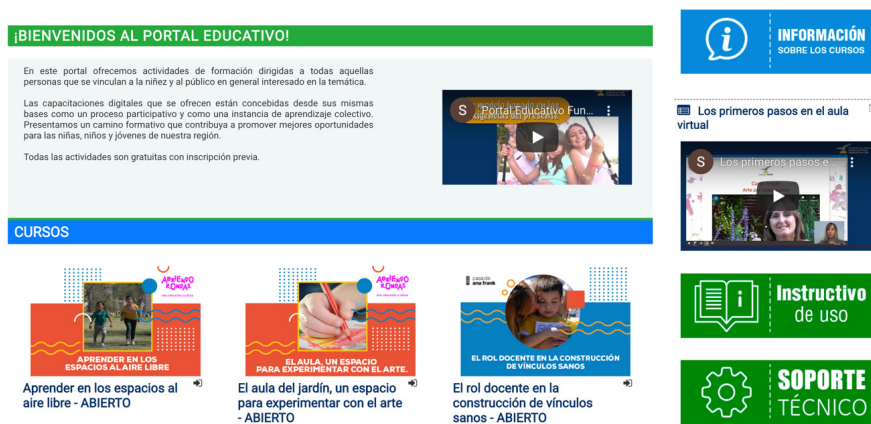 ¡BIENVENIDOS AL PORTAL EDUCATIVO!
En este portal ofrecemos actividades de formación dirigidas a todas aquellas
personas que se vinculan a la niñez y al público en general interesado en la temática.
Las capacitaciones digitales que se ofrecen están concebidas desde sus mismas
bases como un proceso participativo y como una instancia de aprendizaje colectivo.
Presentamos un camino formativo que contribuya a promover mejores oportunidades
para las niñas, niños y jóvenes de nuestra región.
Todas las actividades son gratuitas con inscripción previa.
S Portal Educativo Fun...
CURSOS
ABRIENDO
RONDAS
APRENDER EN LOS
ESPACIOS AL AIRE LIBRE
Aprender en los espacios al
aire libre - ABIERTO
ABRIENDO
RONDAS
EL AULA, UN ESPACIO
PARA EXPERIMENTAR CON EL ARTE.
El aula del jardín, un espacio
para experimentar con el arte
- ABIERTO
casa de
ana frank
EL ROL DOCENTE EN LA CONSTRUCCIÓN
DE VÍNCULOS SANOS
El rol docente en la
construcción de vínculos
sanos - ABIERTO
INFORMACIÓN
SOBRE LOS CURSOS
Los primeros pasos en el aula
virtual
S Los primeros pasos e...
Instructivo
de uso
SOPORTE
TÉCNICO